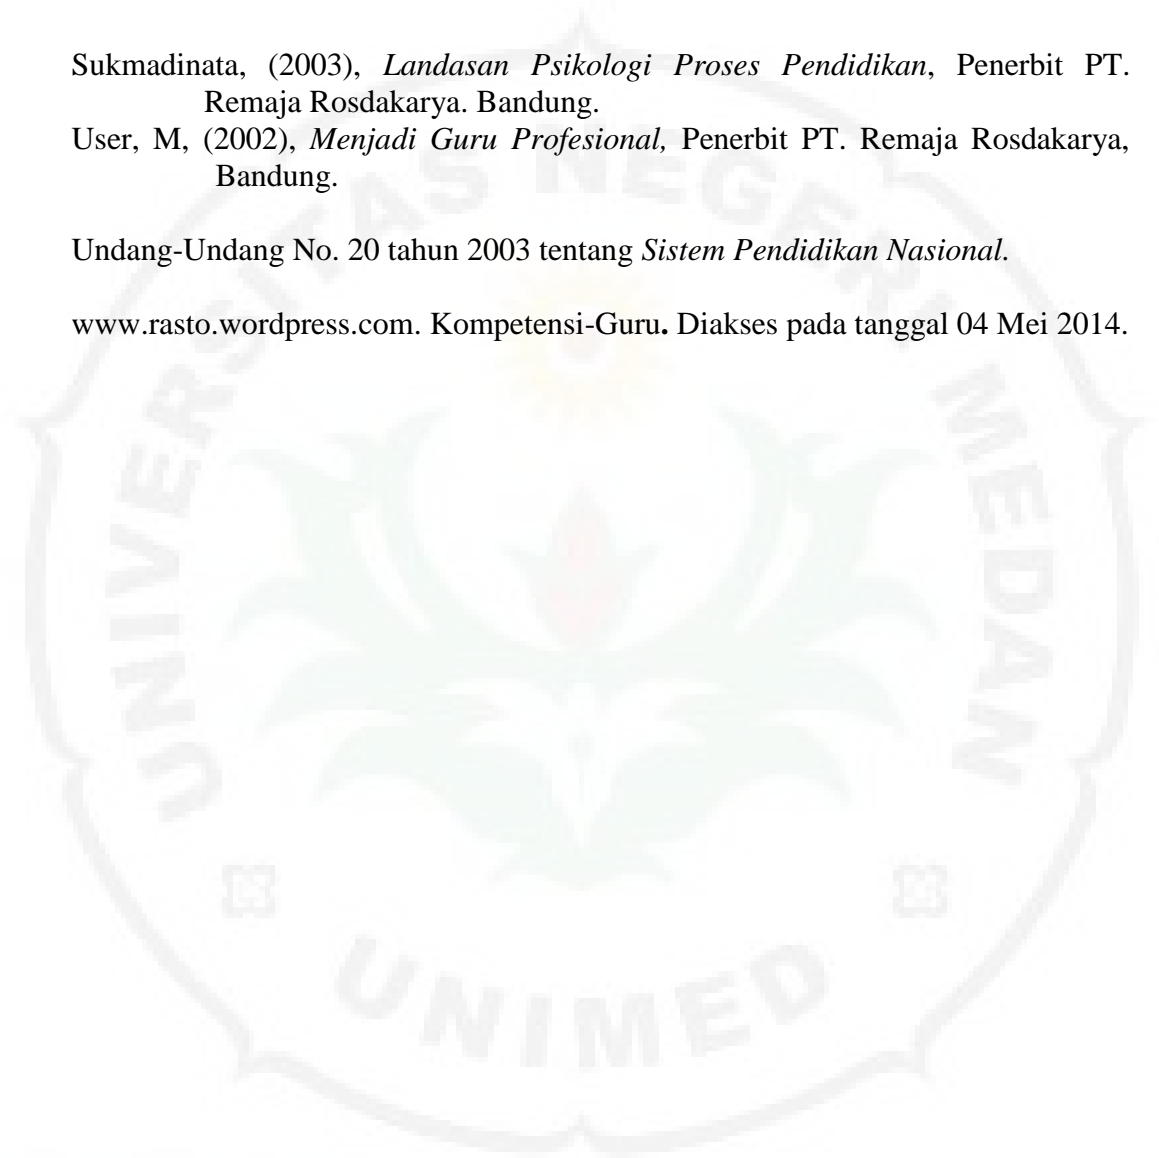 Sukmadinata, (2003), Landasan Psikologi Proses Pendidikan, Penerbit PT.
Remaja Rosdakarya. Bandung.
User, M, (2002), Menjadi Guru Profesional, Penerbit PT. Remaja Rosdakarya,
Bandung.
Undang-Undang No. 20 tahun 2003 tentang Sistem Pendidikan Nasional.
www.rasto.wordpress.com. Kompetensi-Guru. Diakses pada tanggal 04 Mei 2014.
UNIVERSITAS NEGERI MEDAN
UNIMED